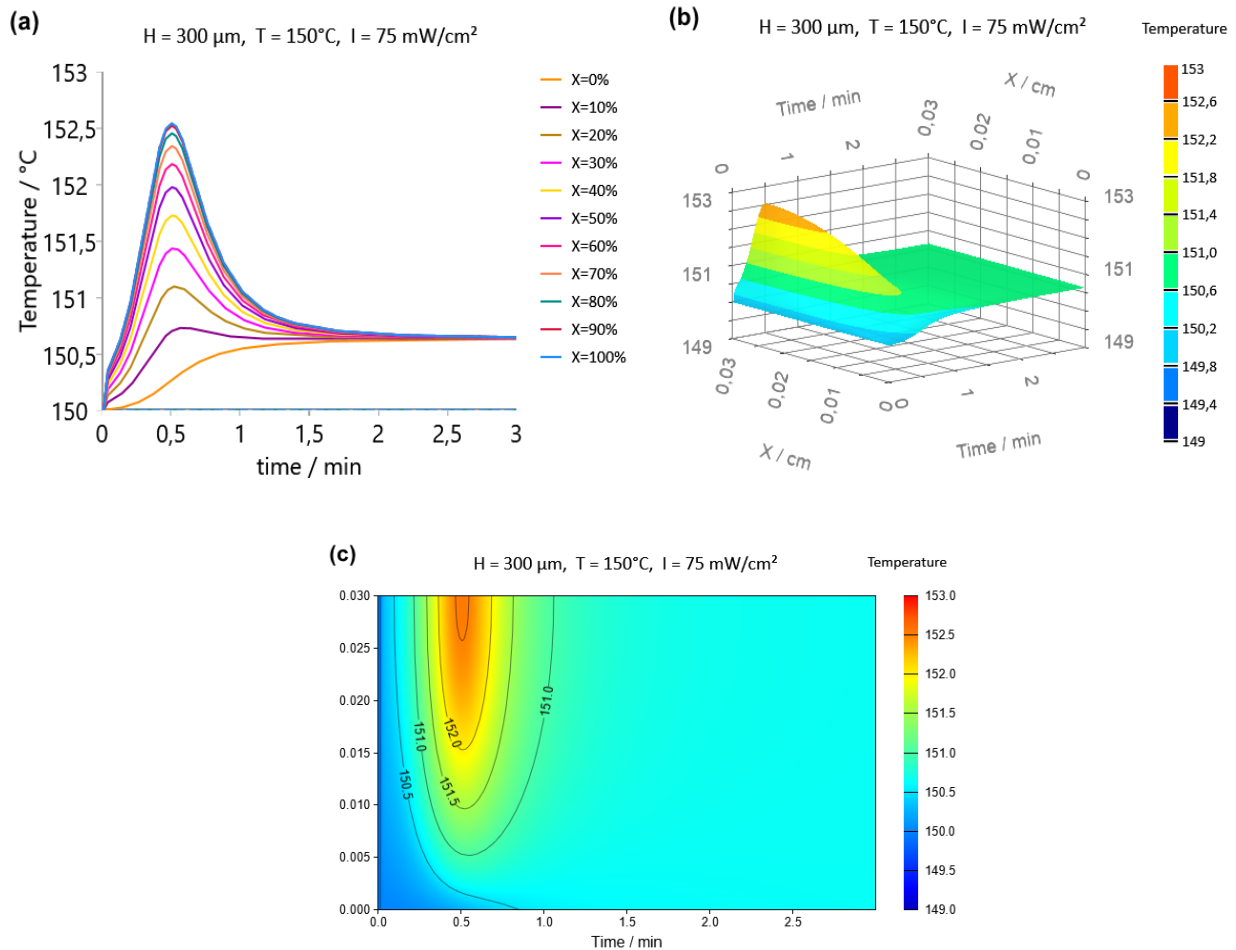 (a)
H = 300 µm, T = 150°C, I = 75 mW/cm²
Temperature / °C
153
152,5
152
151,5
151
150,5
150
0
0,5
1
1,5
2
2,5
3
time / min
X=0%
X=10%
X=20%
X=30%
X=40%
X=50%
X=60%
X=70%
X=80%
X=90%
X=100%
(b)
H = 300 µm, T = 150°C, I = 75 mW/cm²
Time / min
X / cm
0
1
2
0,03
0,02
0,01
0
153
151
149
153
151
149
0,03
0,02
0,01
0
0
1
2
X / cm
Time / min
Temperature
153
152,6
152,2
151,8
151,4
151,0
150,6
150,2
149,8
149,4
149
(c)
H = 300 µm, T = 150°C, I = 75 mW/cm²
Temperature
0.030
0.025
0.020
0.015
0.010
0.005
0.000
150.5
151.0
151.5
152.0
151.0
0.0
0.5
1.0
1.5
2.0
2.5
Time / min
153.0
152.5
152.0
151.5
151.0
150.5
150.0
149.5
149.0